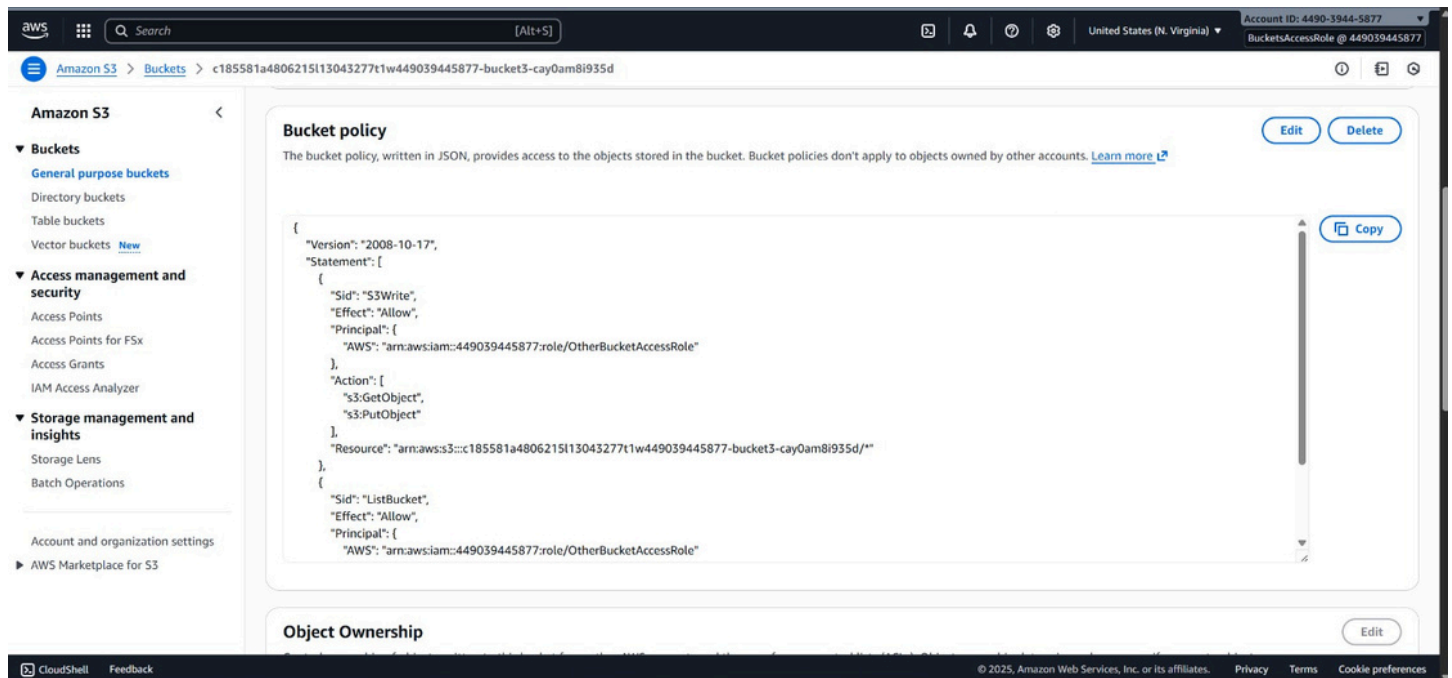 aws Search [Alt+S] United States (N. Virginia) Account ID: 4490-3944-5877
BucketsAccessRole @ 449039445877
Amazon S3 > Buckets > c185581a4806215l13043277t1w449039445877-bucket3-cay0am8i935d
Amazon S3
Buckets
General purpose buckets
Directory buckets
Table buckets
Vector buckets New
Access management and
security
Access Points
Access Points for FSx
Access Grants
IAM Access Analyzer
Storage management and
insights
Storage Lens
Batch Operations
Account and organization settings
AWS Marketplace for S3
Bucket policy Edit Delete
The bucket policy, written in JSON, provides access to the objects stored in the bucket. Bucket policies don't apply to objects owned by other accounts. Learn more
Copy
{
"Version": "2008-10-17",
"Statement": [
{
"Sid": "S3Write",
"Effect": "Allow",
"Principal": {
"AWS": "arn:aws:iam::449039445877:role/OtherBucketAccessRole"
},
"Action": [
"s3:GetObject",
"s3:PutObject"
],
"Resource": "arn:aws:s3:::c185581a4806215l13043277t1w449039445877-bucket3-cay0am8i935d/*"
},
{
"Sid": "ListBucket",
"Effect": "Allow",
"Principal": {
"AWS": "arn:aws:iam::449039445877:role/OtherBucketAccessRole"
Object Ownership Edit
CloudShell Feedback © 2025, Amazon Web Services, Inc. or its affiliates. Privacy Terms Cookie preferences